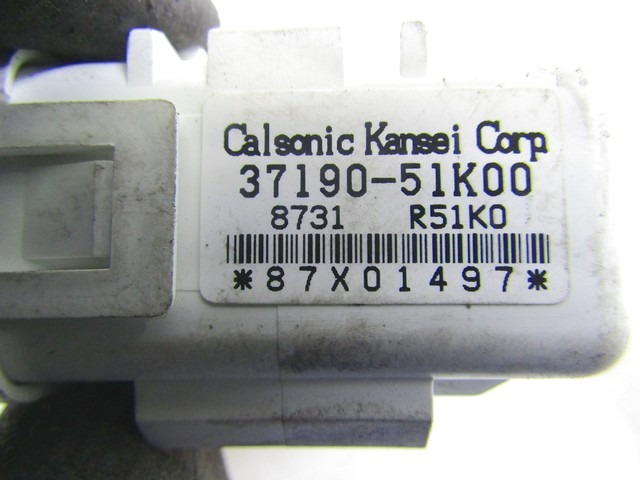 Calsonic Kansei Corp.
37190-51K00
8731 R51K0
*87X01497*